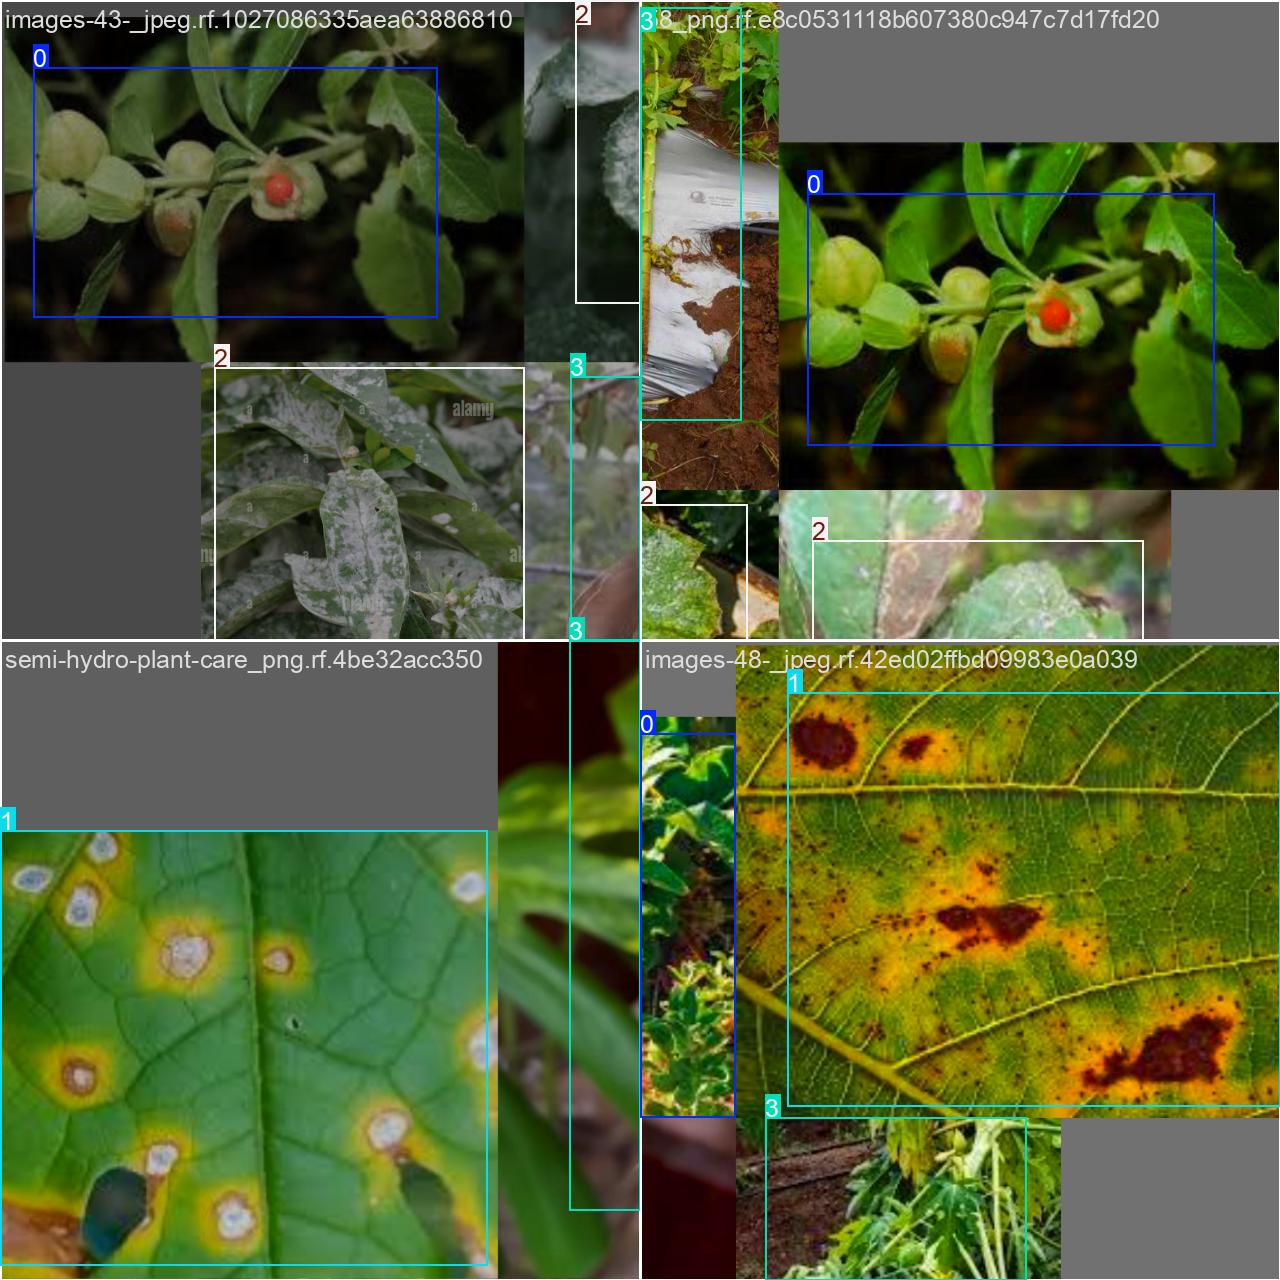 images-43-_jpeg.rf.1027086335aea63886810
2
3
8_png.rf.e8c0531118b607380c947c7d17fd20
0
0
2
alamy
a
a
a
a
a
a
a
alamy
3
2
2
3
semi-hydro-plant-care_png.rf.4be32acc350
images-48-_jpeg.rf.42ed02ffbd09983e0a039
1
0
1
3